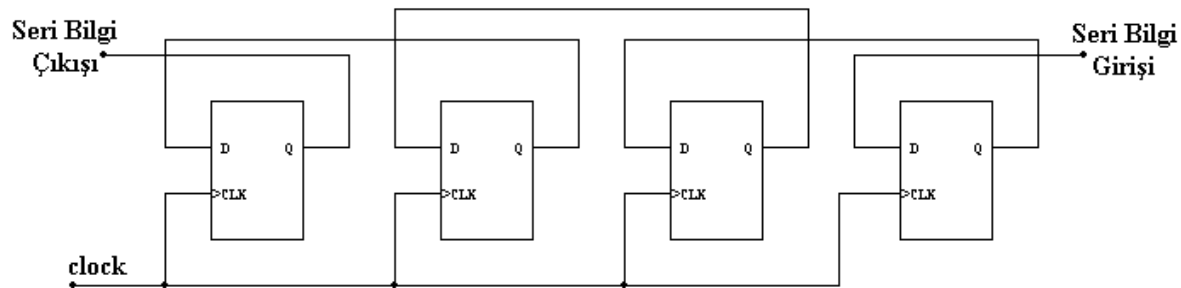 Seri Bilgi
Çıkışı
Seri Bilgi
Girişi
D Q
CLK
D Q
CLK
D Q
CLK
D Q
CLK
clock